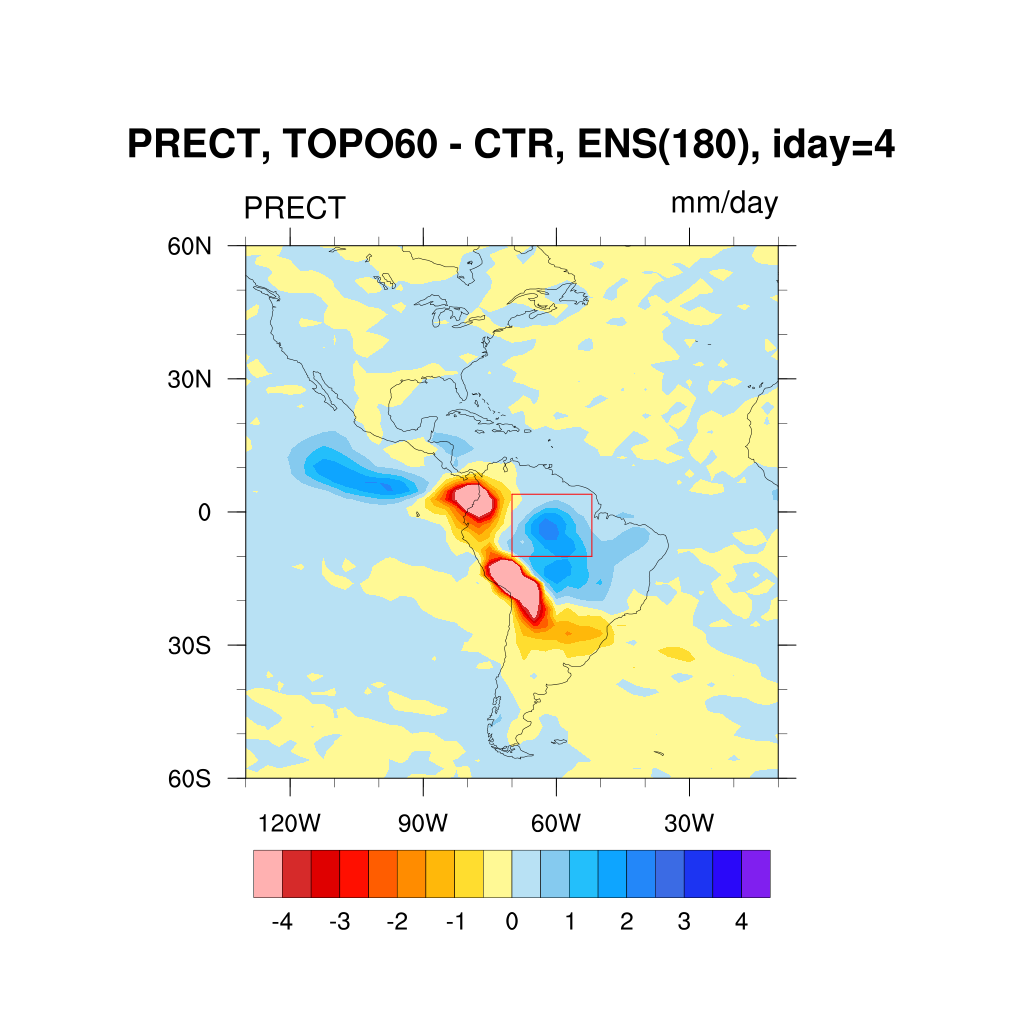 PRECT, TOPO60 - CTR, ENS(180), iday=4
PRECT mm/day
60N
30N
0
30S
60S
120W 90W 60W 30W
-4 -3 -2 -1 0 1 2 3 4